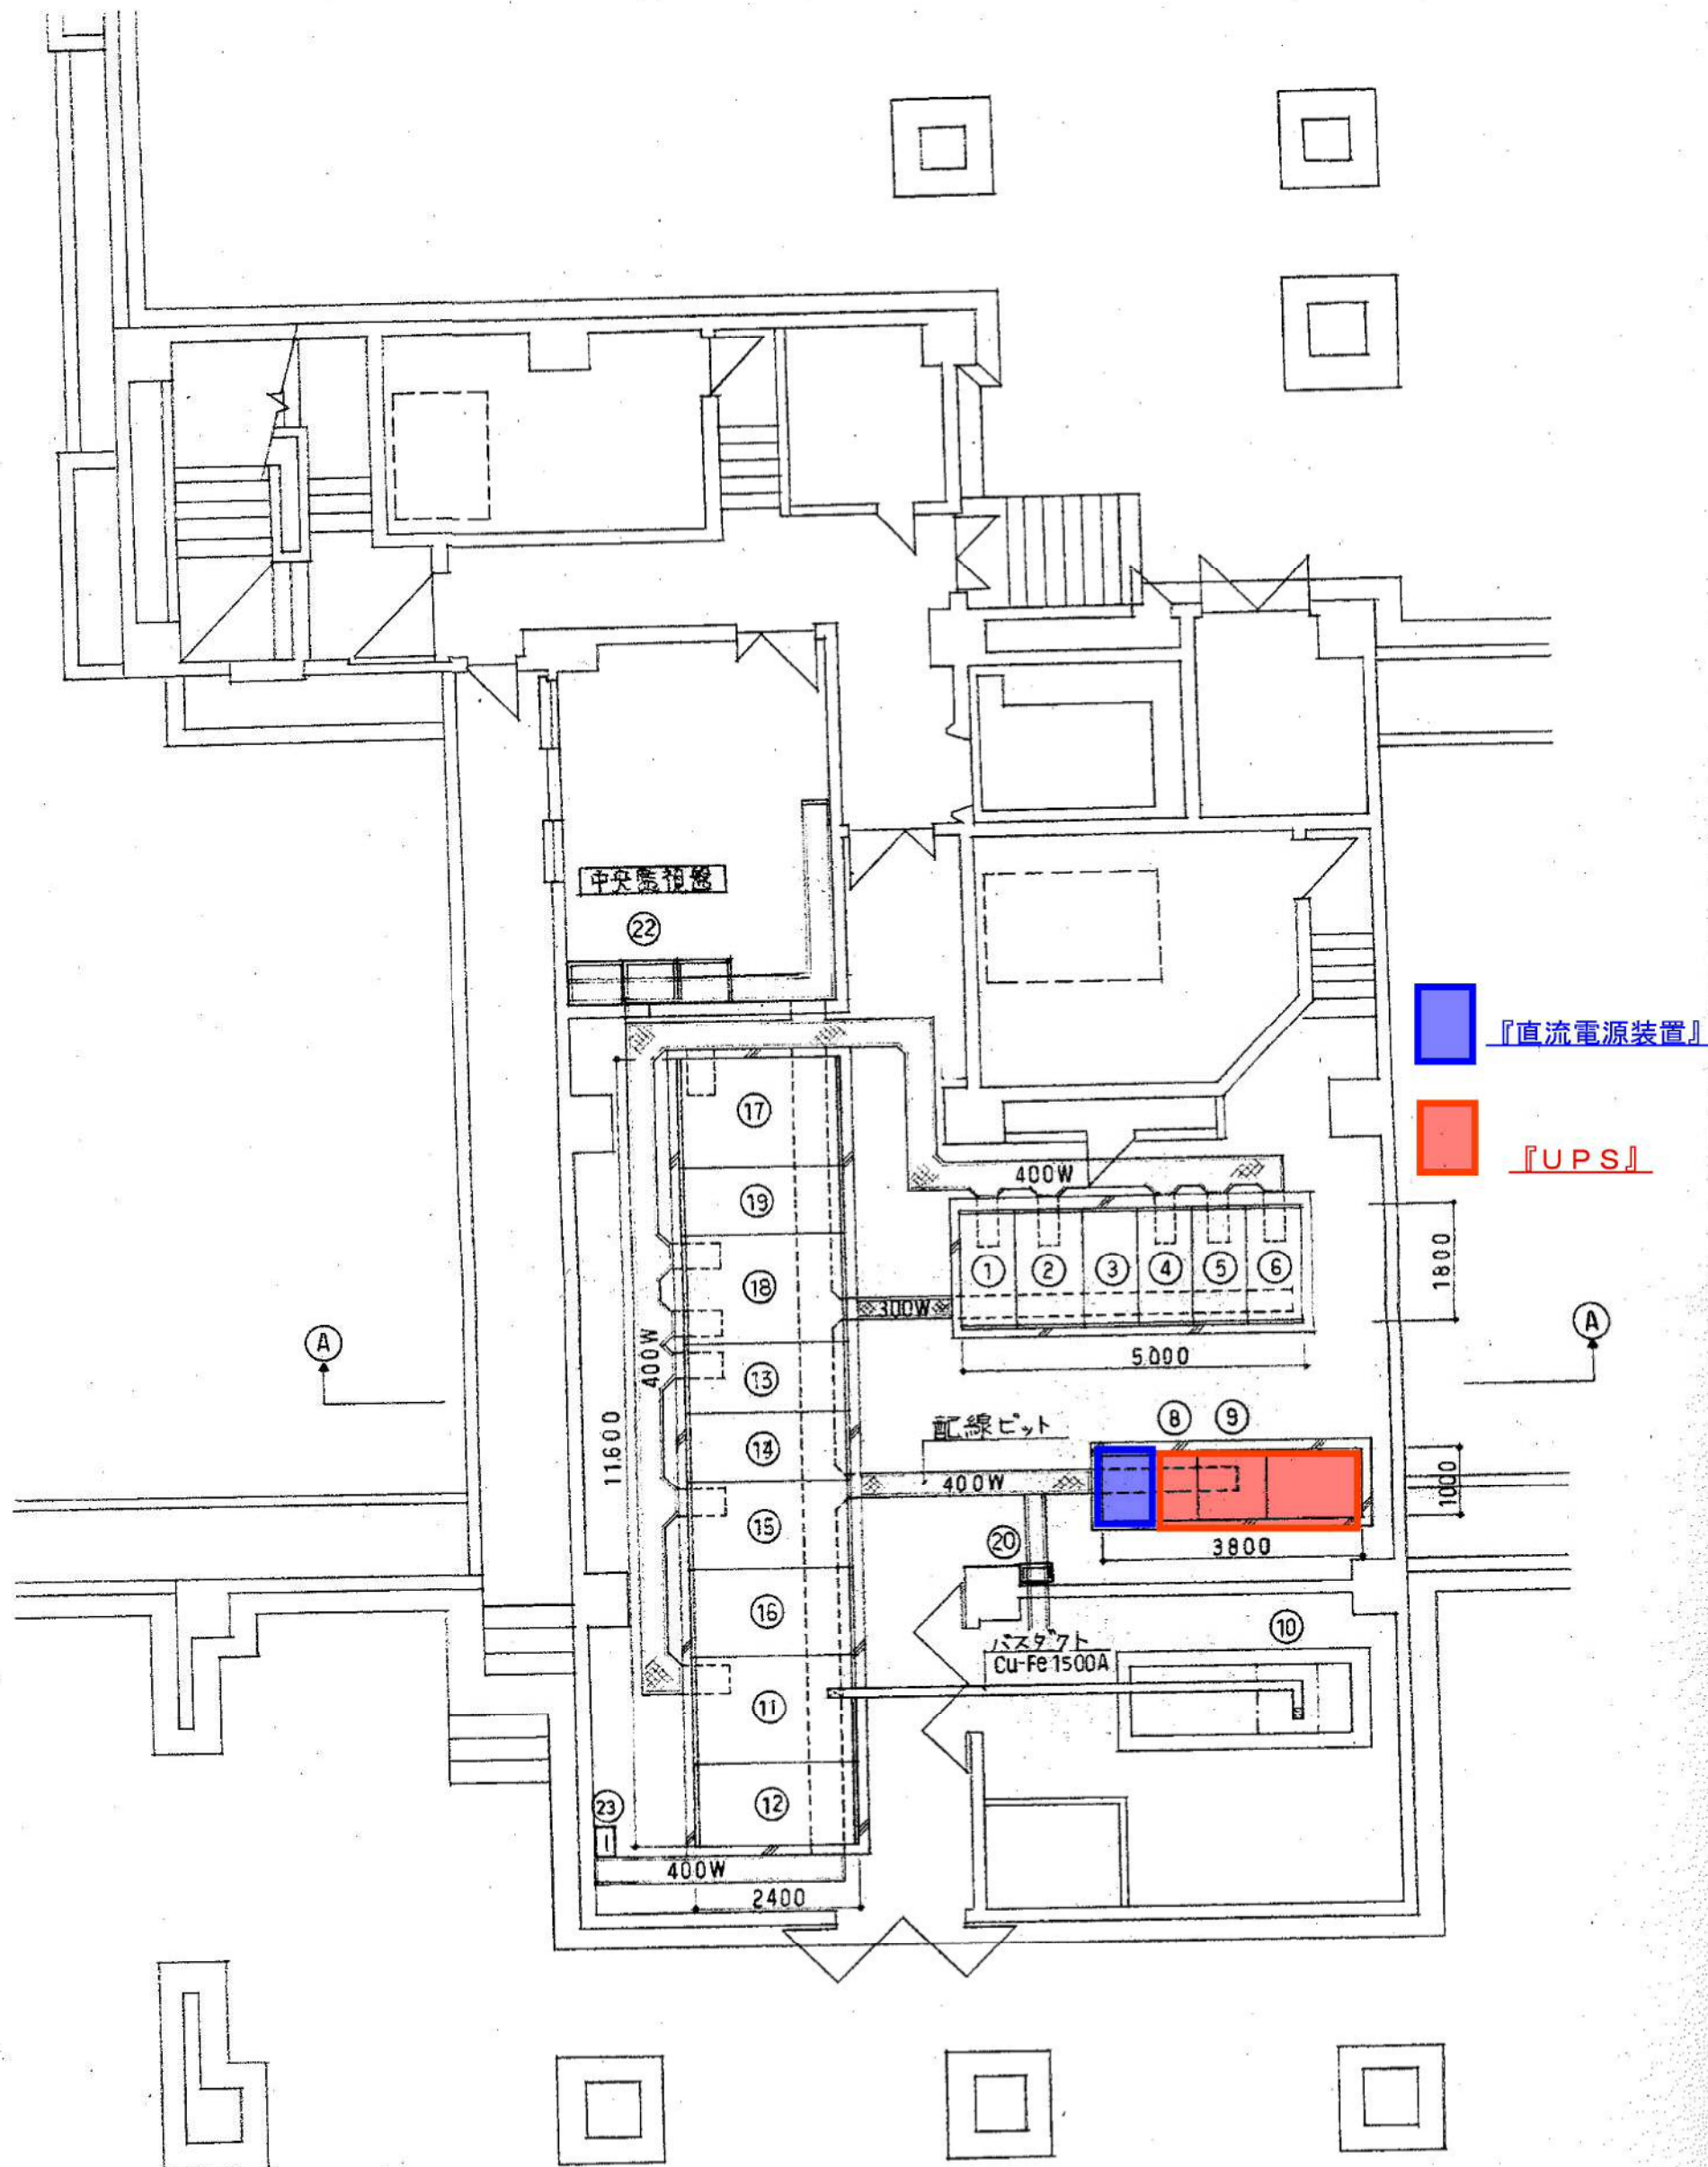 中央監視盤
㉒
『直流電源装置』
『UPS』
⑰
⑲
⑱
⑬
⑭
⑮
⑯
⑪
⑫
400W
① ② ③ ④ ⑤ ⑥
1800
300W
5000
Ⓐ
Ⓐ
400W
11600
⑧ ⑨
配線ピット
400W
1000
3800
⑳
⑩
バスダクト
Cu-Fe 1500A
㉓
400W
2400